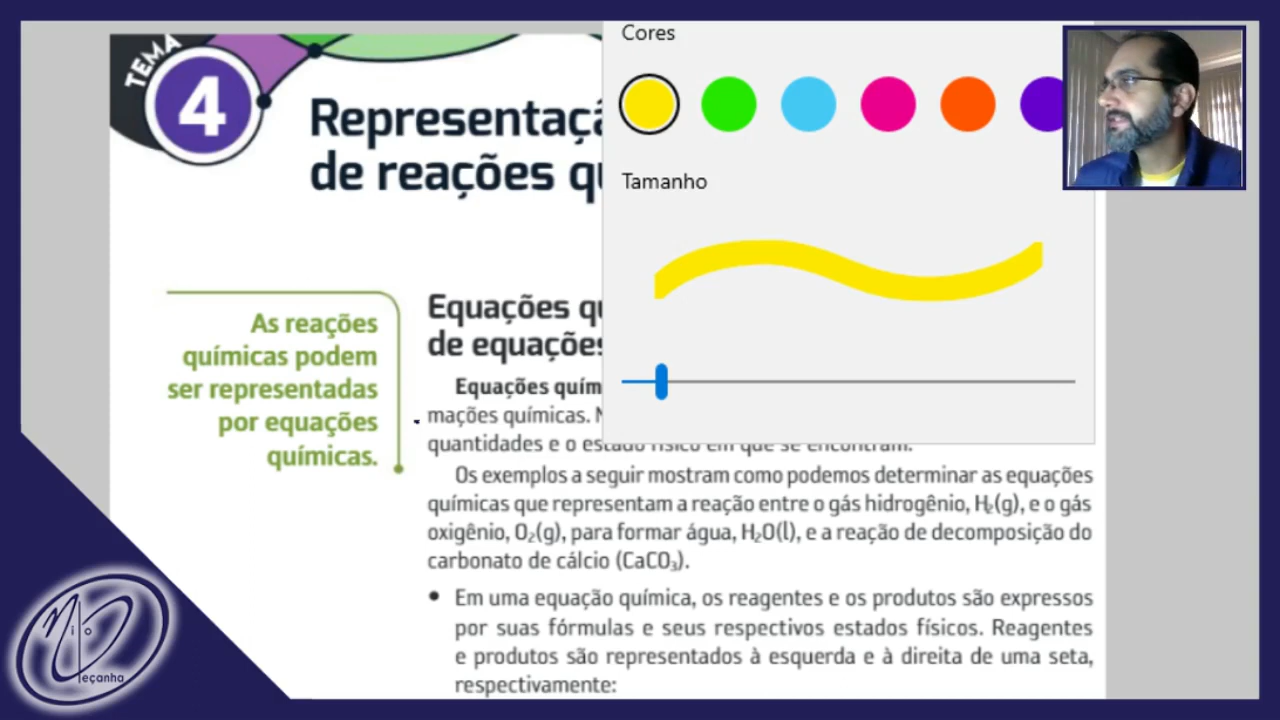 TEMA
4
Representaçã
de reações qu
Cores
Tamanho
As reações
químicas podem
ser representadas
por equações
químicas.
Equações qu
de equações
Equações quím
mações químicas. N
quantidades e o estado físico em que se encontram.
Os exemplos a seguir mostram como podemos determinar as equações
químicas que representam a reação entre o gás hidrogênio, H₂(g), e o gás
oxigênio, O₂(g), para formar água, H₂O(l), e a reação de decomposição do
carbonato de cálcio (CaCO₃).
• Em uma equação química, os reagentes e os produtos são expressos
por suas fórmulas e seus respectivos estados físicos. Reagentes
e produtos são representados à esquerda e à direita de uma seta,
respectivamente: